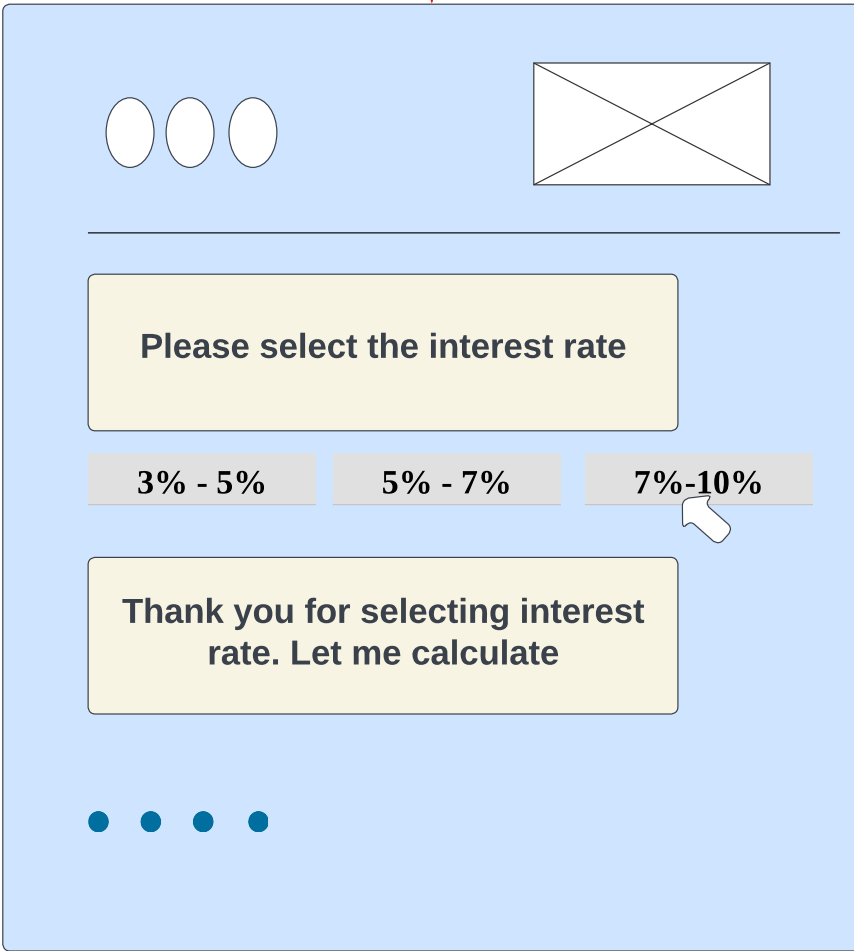 Please select the interest rate
3% - 5%
5% - 7%
7%-10%
Thank you for selecting interest
rate. Let me calculate